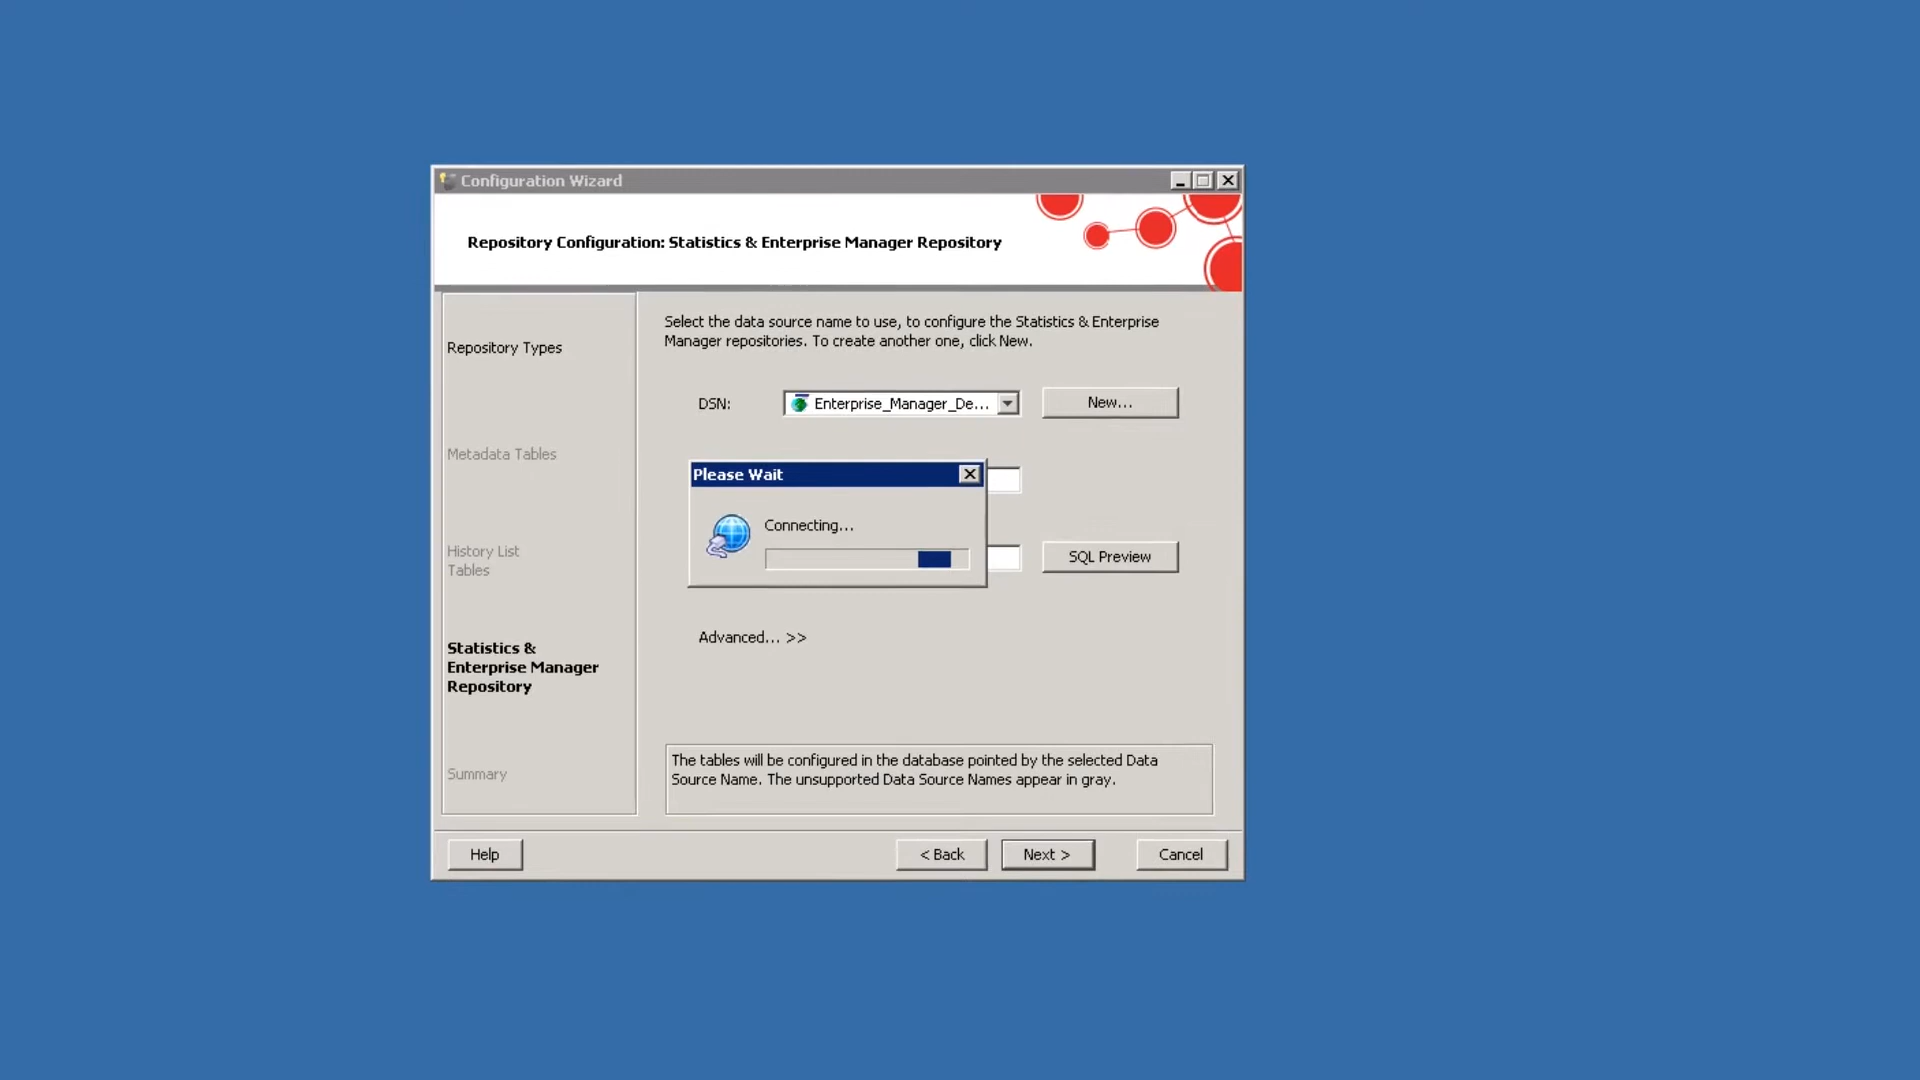 Configuration Wizard
Repository Configuration: Statistics & Enterprise Manager Repository
Repository Types
Metadata Tables
History List
Tables
Statistics &
Enterprise Manager
Repository
Summary
Select the data source name to use, to configure the Statistics & Enterprise
Manager repositories. To create another one, click New.
DSN:
Enterprise_Manager_De...
New...
Please Wait
Connecting...
SQL Preview
Advanced... >>
The tables will be configured in the database pointed by the selected Data
Source Name. The unsupported Data Source Names appear in gray.
Help
< Back
Next >
Cancel